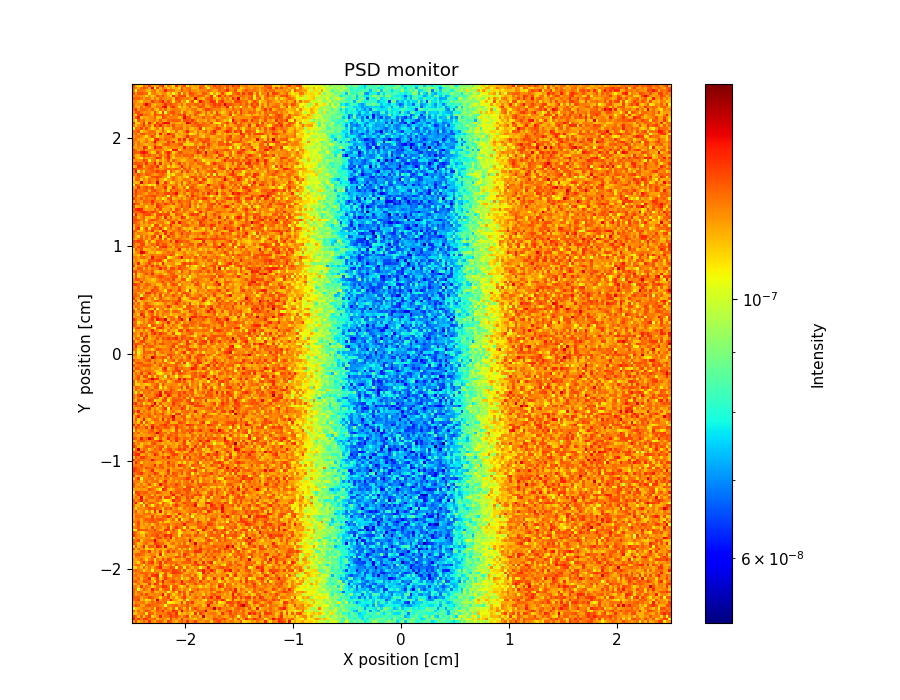 PSD monitor
Y position [cm]
2
1
0
−1
−2
−2
−1
0
1
2
X position [cm]
10⁻⁷
6 × 10⁻⁸
Intensity